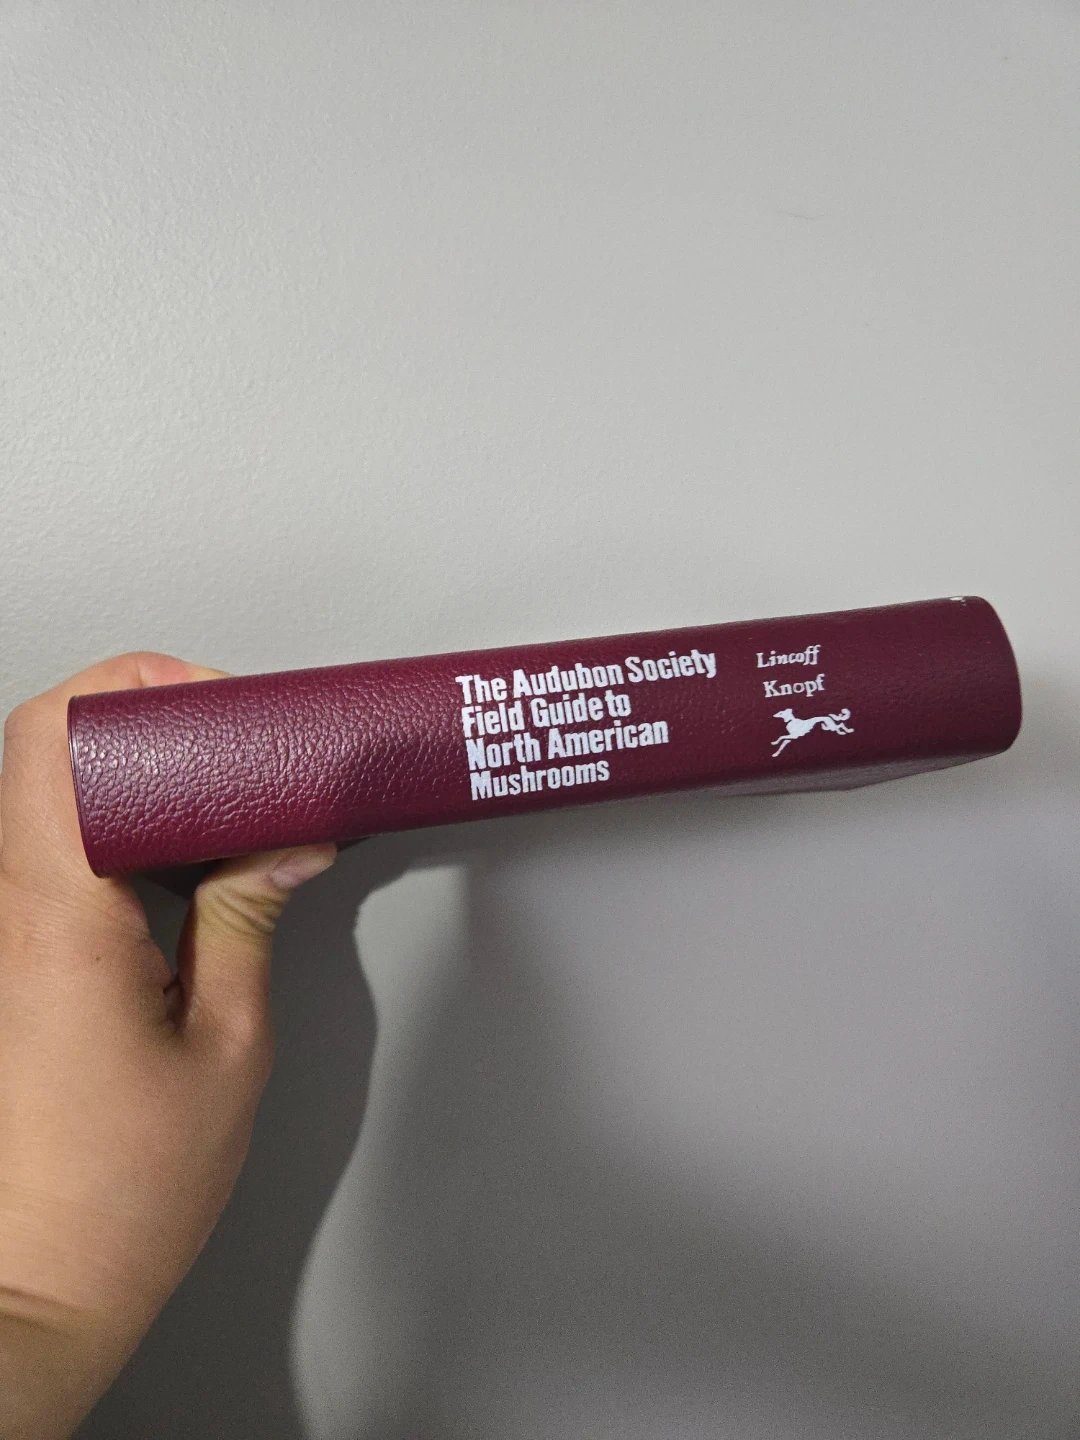 The Audubon Society
Field Guide to
North American
Mushrooms
Lincoff
Knopf